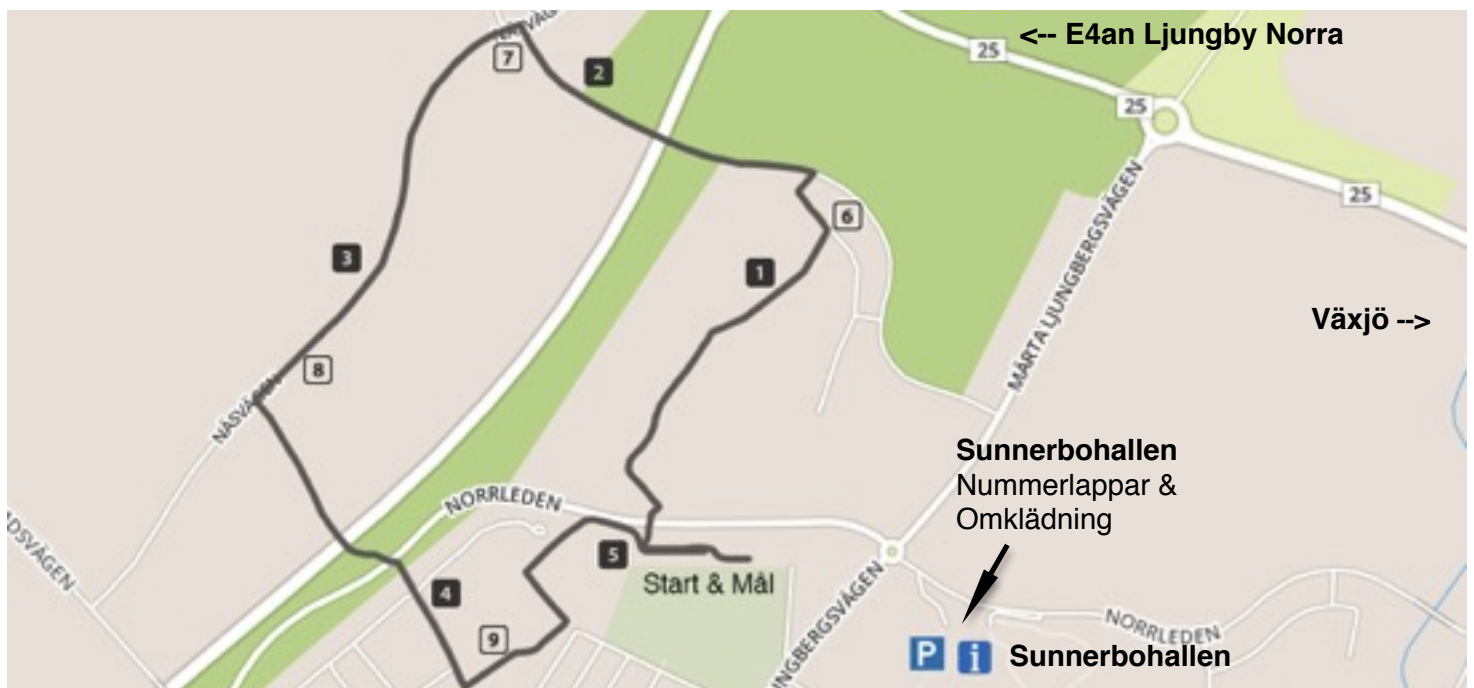 <-- E4an Ljungby Norra
25
25
25
7
2
6
3
1
MÄRTA LJUNGBERGSVÄGEN
Växjö -->
8
NÄSVÄGEN
Sunnerbohallen
Nummerlappar &
Omklädning
NORRLEDEN
5
Start & Mål
4
9
NORRLEDEN
P
i
Sunnerbohallen